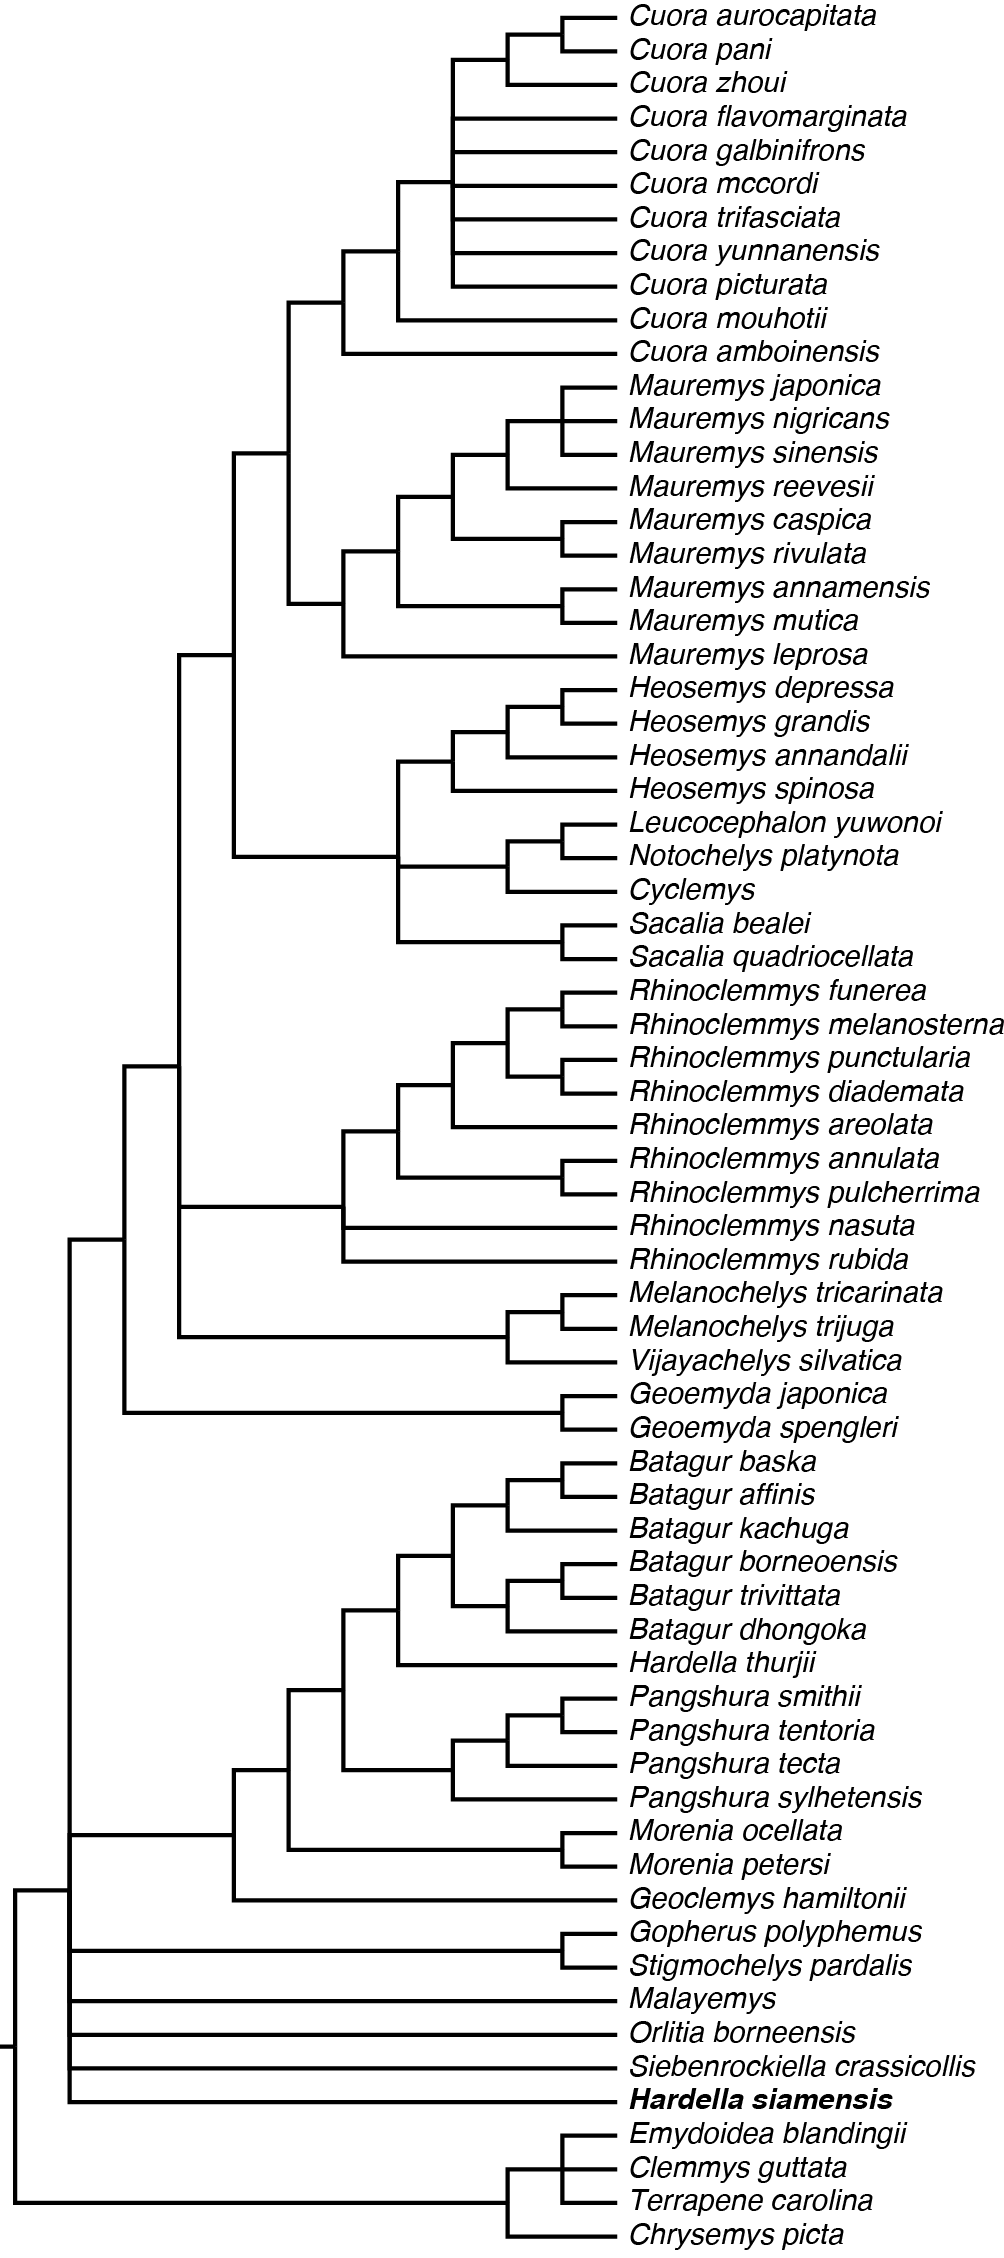 Cuora aurocapitata
Cuora pani
Cuora zhoui
Cuora flavomarginata
Cuora galbinifrons
Cuora mccordi
Cuora trifasciata
Cuora yunnanensis
Cuora picturata
Cuora mouhotii
Cuora amboinensis
Mauremys japonica
Mauremys nigricans
Mauremys sinensis
Mauremys reevesii
Mauremys caspica
Mauremys rivulata
Mauremys annamensis
Mauremys mutica
Mauremys leprosa
Heosemys depressa
Heosemys grandis
Heosemys annandalii
Heosemys spinosa
Leucocephalon yuwonoi
Notochelys platynota
Cyclemys
Sacalia bealei
Sacalia quadriocellata
Rhinoclemmys funerea
Rhinoclemmys melanosterna
Rhinoclemmys punctularia
Rhinoclemmys diademata
Rhinoclemmys areolata
Rhinoclemmys annulata
Rhinoclemmys pulcherrima
Rhinoclemmys nasuta
Rhinoclemmys rubida
Melanochelys tricarinata
Melanochelys trijuga
Vijayachelys silvatica
Geoemyda japonica
Geoemyda spengleri
Batagur baska
Batagur affinis
Batagur kachuga
Batagur borneoensis
Batagur trivittata
Batagur dhongoka
Hardella thurjii
Pangshura smithii
Pangshura tentoria
Pangshura tecta
Pangshura sylhetensis
Morenia ocellata
Morenia petersi
Geoclemys hamiltonii
Gopherus polyphemus
Stigmochelys pardalis
Malayemys
Orlitia borneensis
Siebenrockiella crassicollis
Hardella siamensis
Emydoidea blandingii
Clemmys guttata
Terrapene carolina
Chrysemys picta